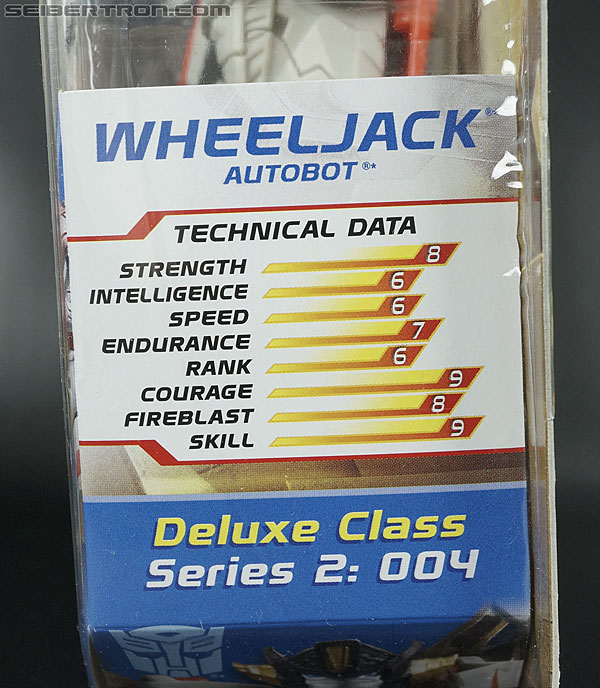 SEIBERTRON.COM
WHEELJACK®*
AUTOBOT®*
TECHNICAL DATA
STRENGTH 8
INTELLIGENCE 6
SPEED 6
ENDURANCE 7
RANK 6
COURAGE 9
FIREBLAST 8
SKILL 9
Deluxe Class
Series 2: 004